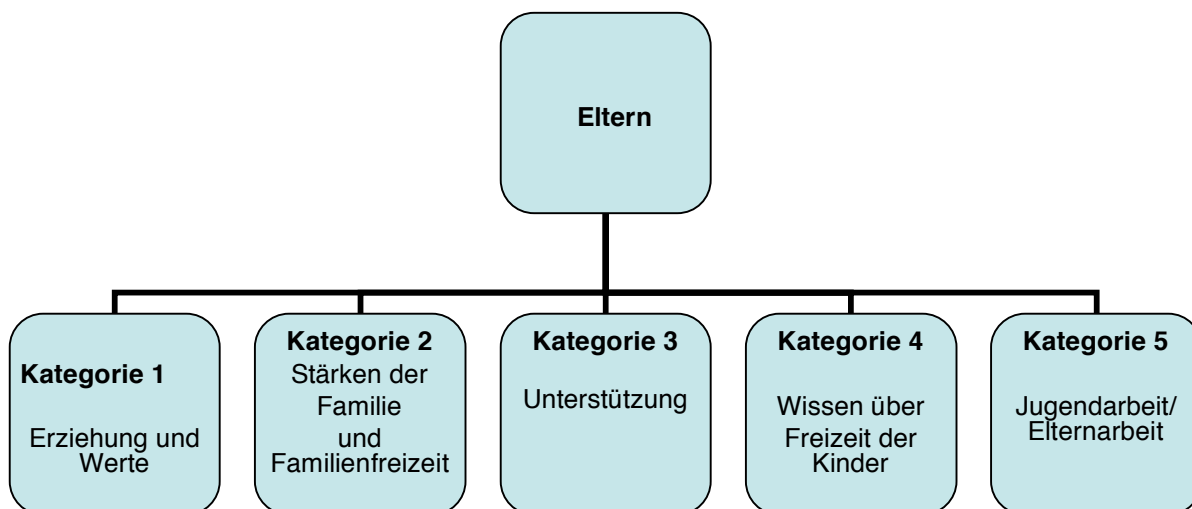 Eltern
Kategorie 1
Erziehung und
Werte
Kategorie 2
Stärken der
Familie
und
Familienfreizeit
Kategorie 3
Unterstützung
Kategorie 4
Wissen über
Freizeit der
Kinder
Kategorie 5
Jugendarbeit/
Elternarbeit